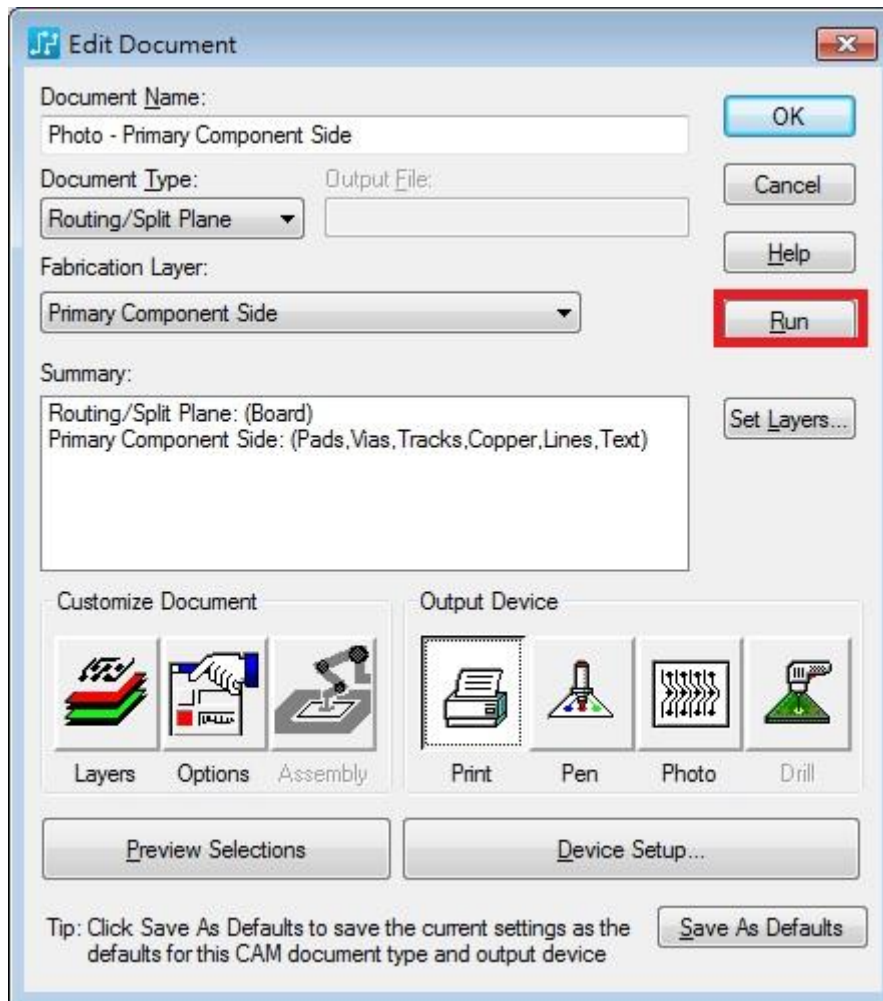 Edit Document
Document Name:
OK
Photo - Primary Component Side
Document Type:
Output File:
Cancel
Routing/Split Plane
Help
Fabrication Layer:
Primary Component Side
Run
Summary:
Routing/Split Plane: (Board)
Set Layers...
Primary Component Side: (Pads,Vias,Tracks,Copper,Lines,Text)
Customize Document
Output Device
Layers
Options
Assembly
Print
Pen
Photo
Drill
Preview Selections
Device Setup...
Tip: Click Save As Defaults to save the current settings as the
defaults for this CAM document type and output device
Save As Defaults